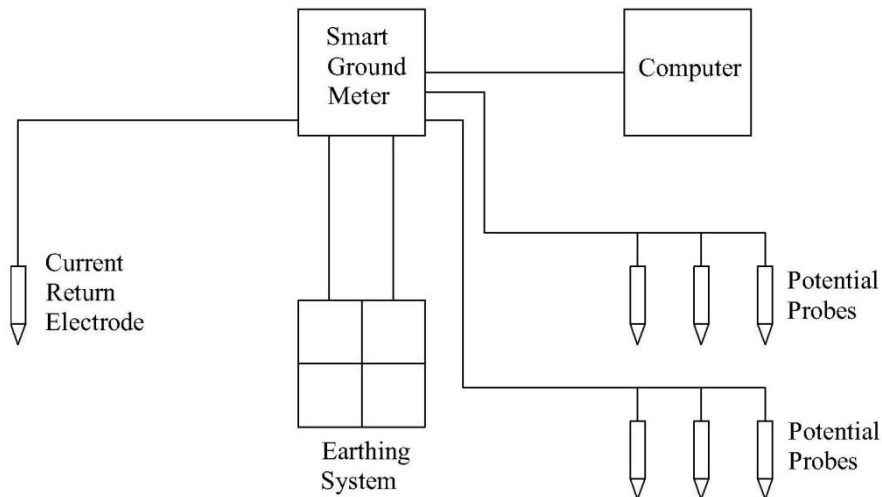 Smart
Ground
Meter
Computer
Current
Return
Electrode
Potential
Probes
Earthing
System
Potential
Probes